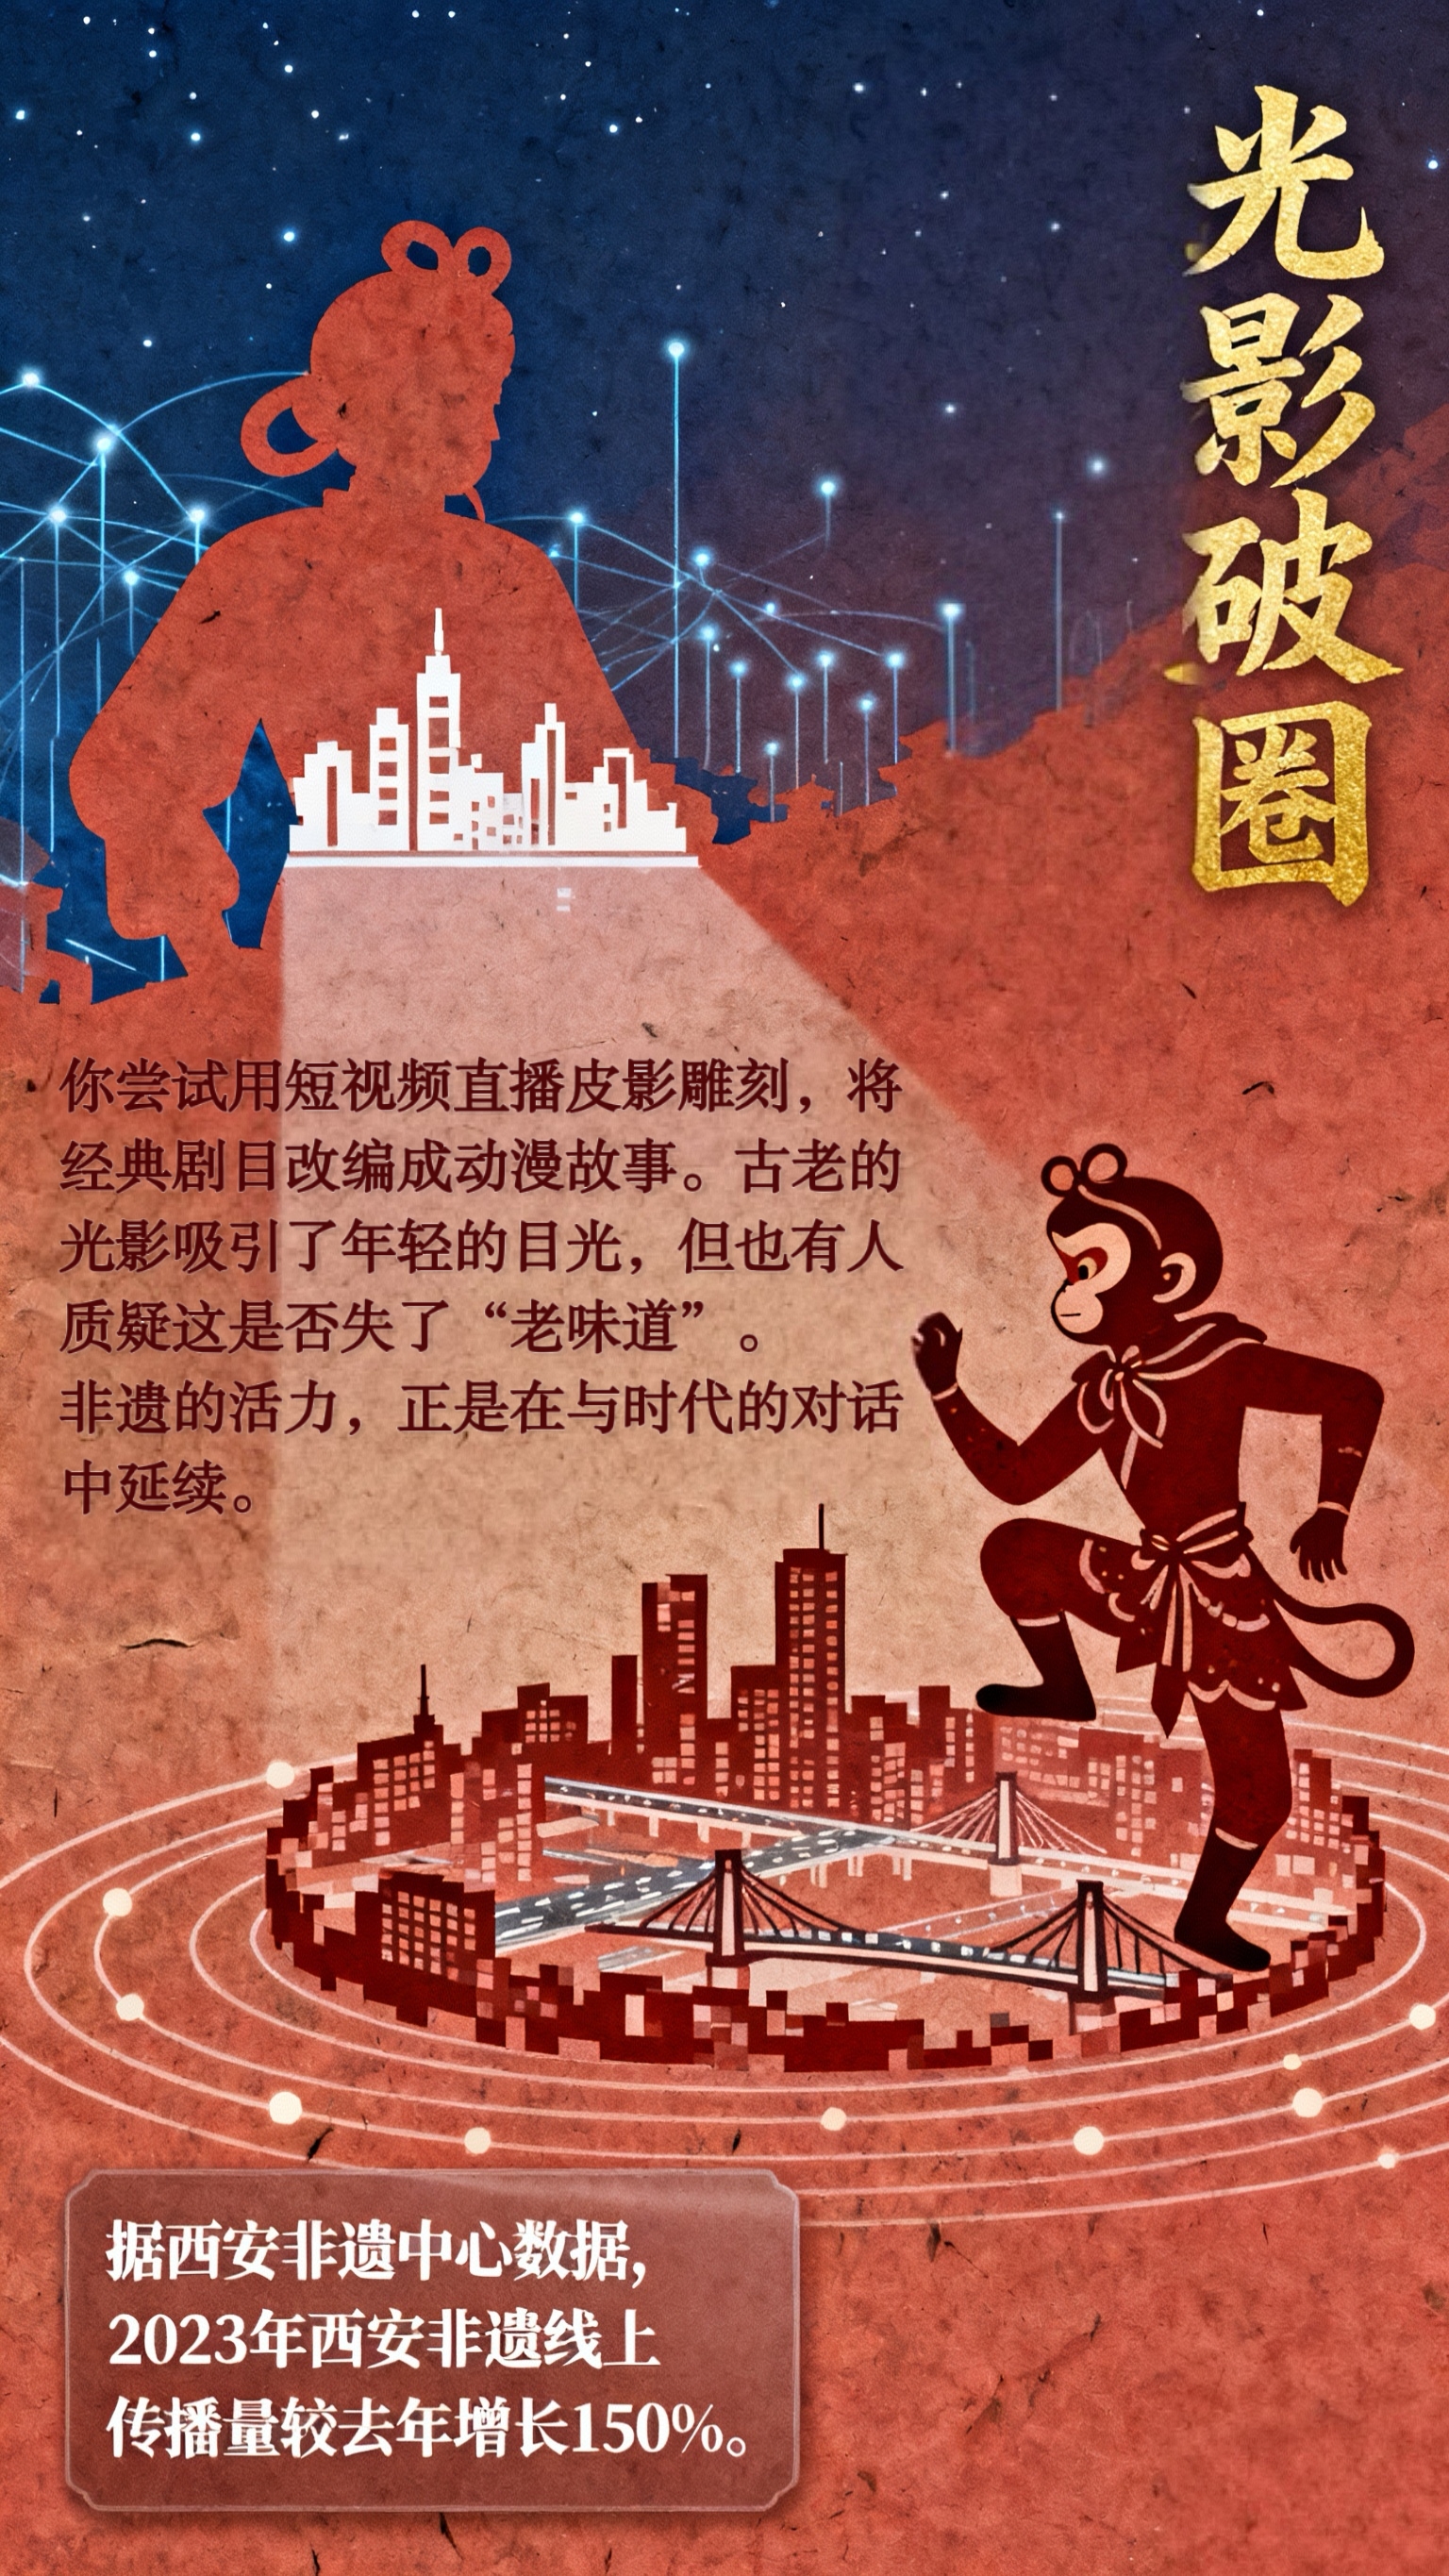 光影破圈
你尝试用短视频直播皮影雕刻，将
经典剧目改编成动漫故事。古老的
光影吸引了年轻的目光，但也有人
质疑这是否失了“老味道”。
非遗的活力，正是在与时代的对话
中延续。
据西安非遗中心数据，
2023年西安非遗线上
传播量较去年增长150%。